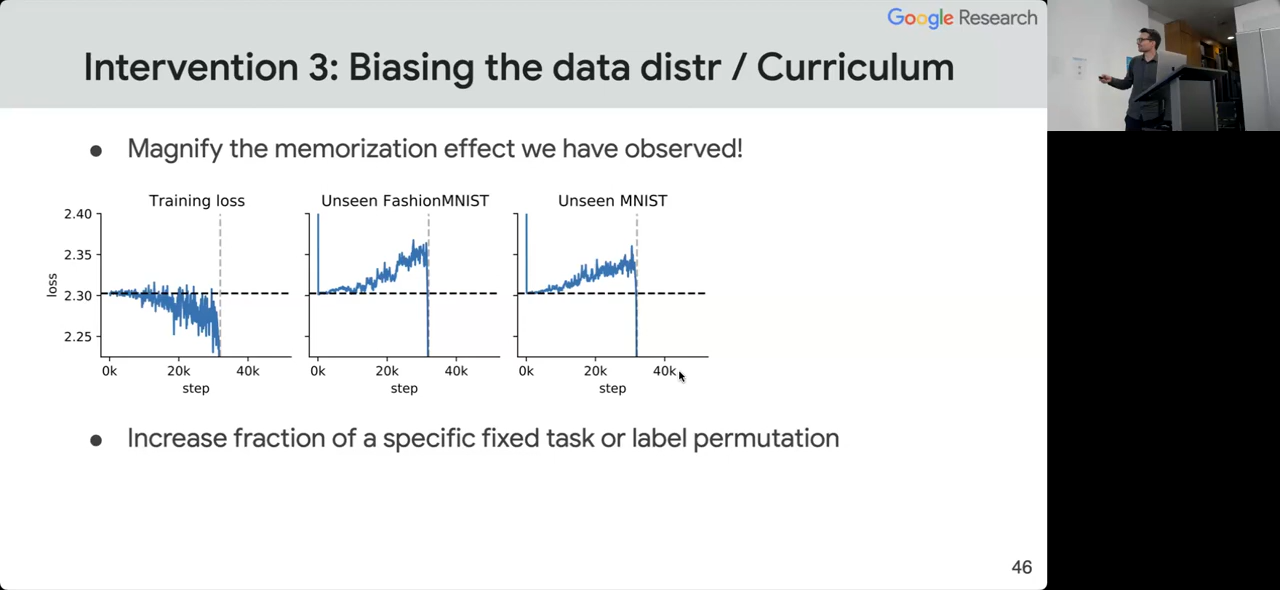 Google Research
Intervention 3: Biasing the data distr / Curriculum
● Magnify the memorization effect we have observed!
Training loss Unseen FashionMNIST Unseen MNIST
2.40
2.35
2.30
2.25
loss
0k 20k 40k 0k 20k 40k 0k 20k 40k
step step step
● Increase fraction of a specific fixed task or label permutation
46